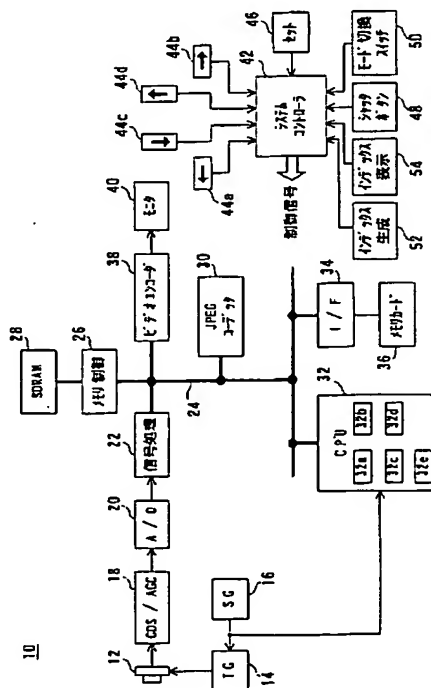 10
12
18
CDS / AGC
20
A / D
22
信号処理
28
SDRAM
26
メモリ制御
38
ビデオエンコーダ
40
モニタ
24
30
JPEG
コーデック
14
TG
16
SG
32
CPU
32a
32b
32c
32d
32e
34
I / F
36
メモリカード
44a
←
44c
↓
44d
↑
44b
→
46
セット
42
システム
コントローラ
制御信号
52
インデックス
生成
54
インデックス
表示
48
シャッタ
ボタン
50
モード切換
スイッチ